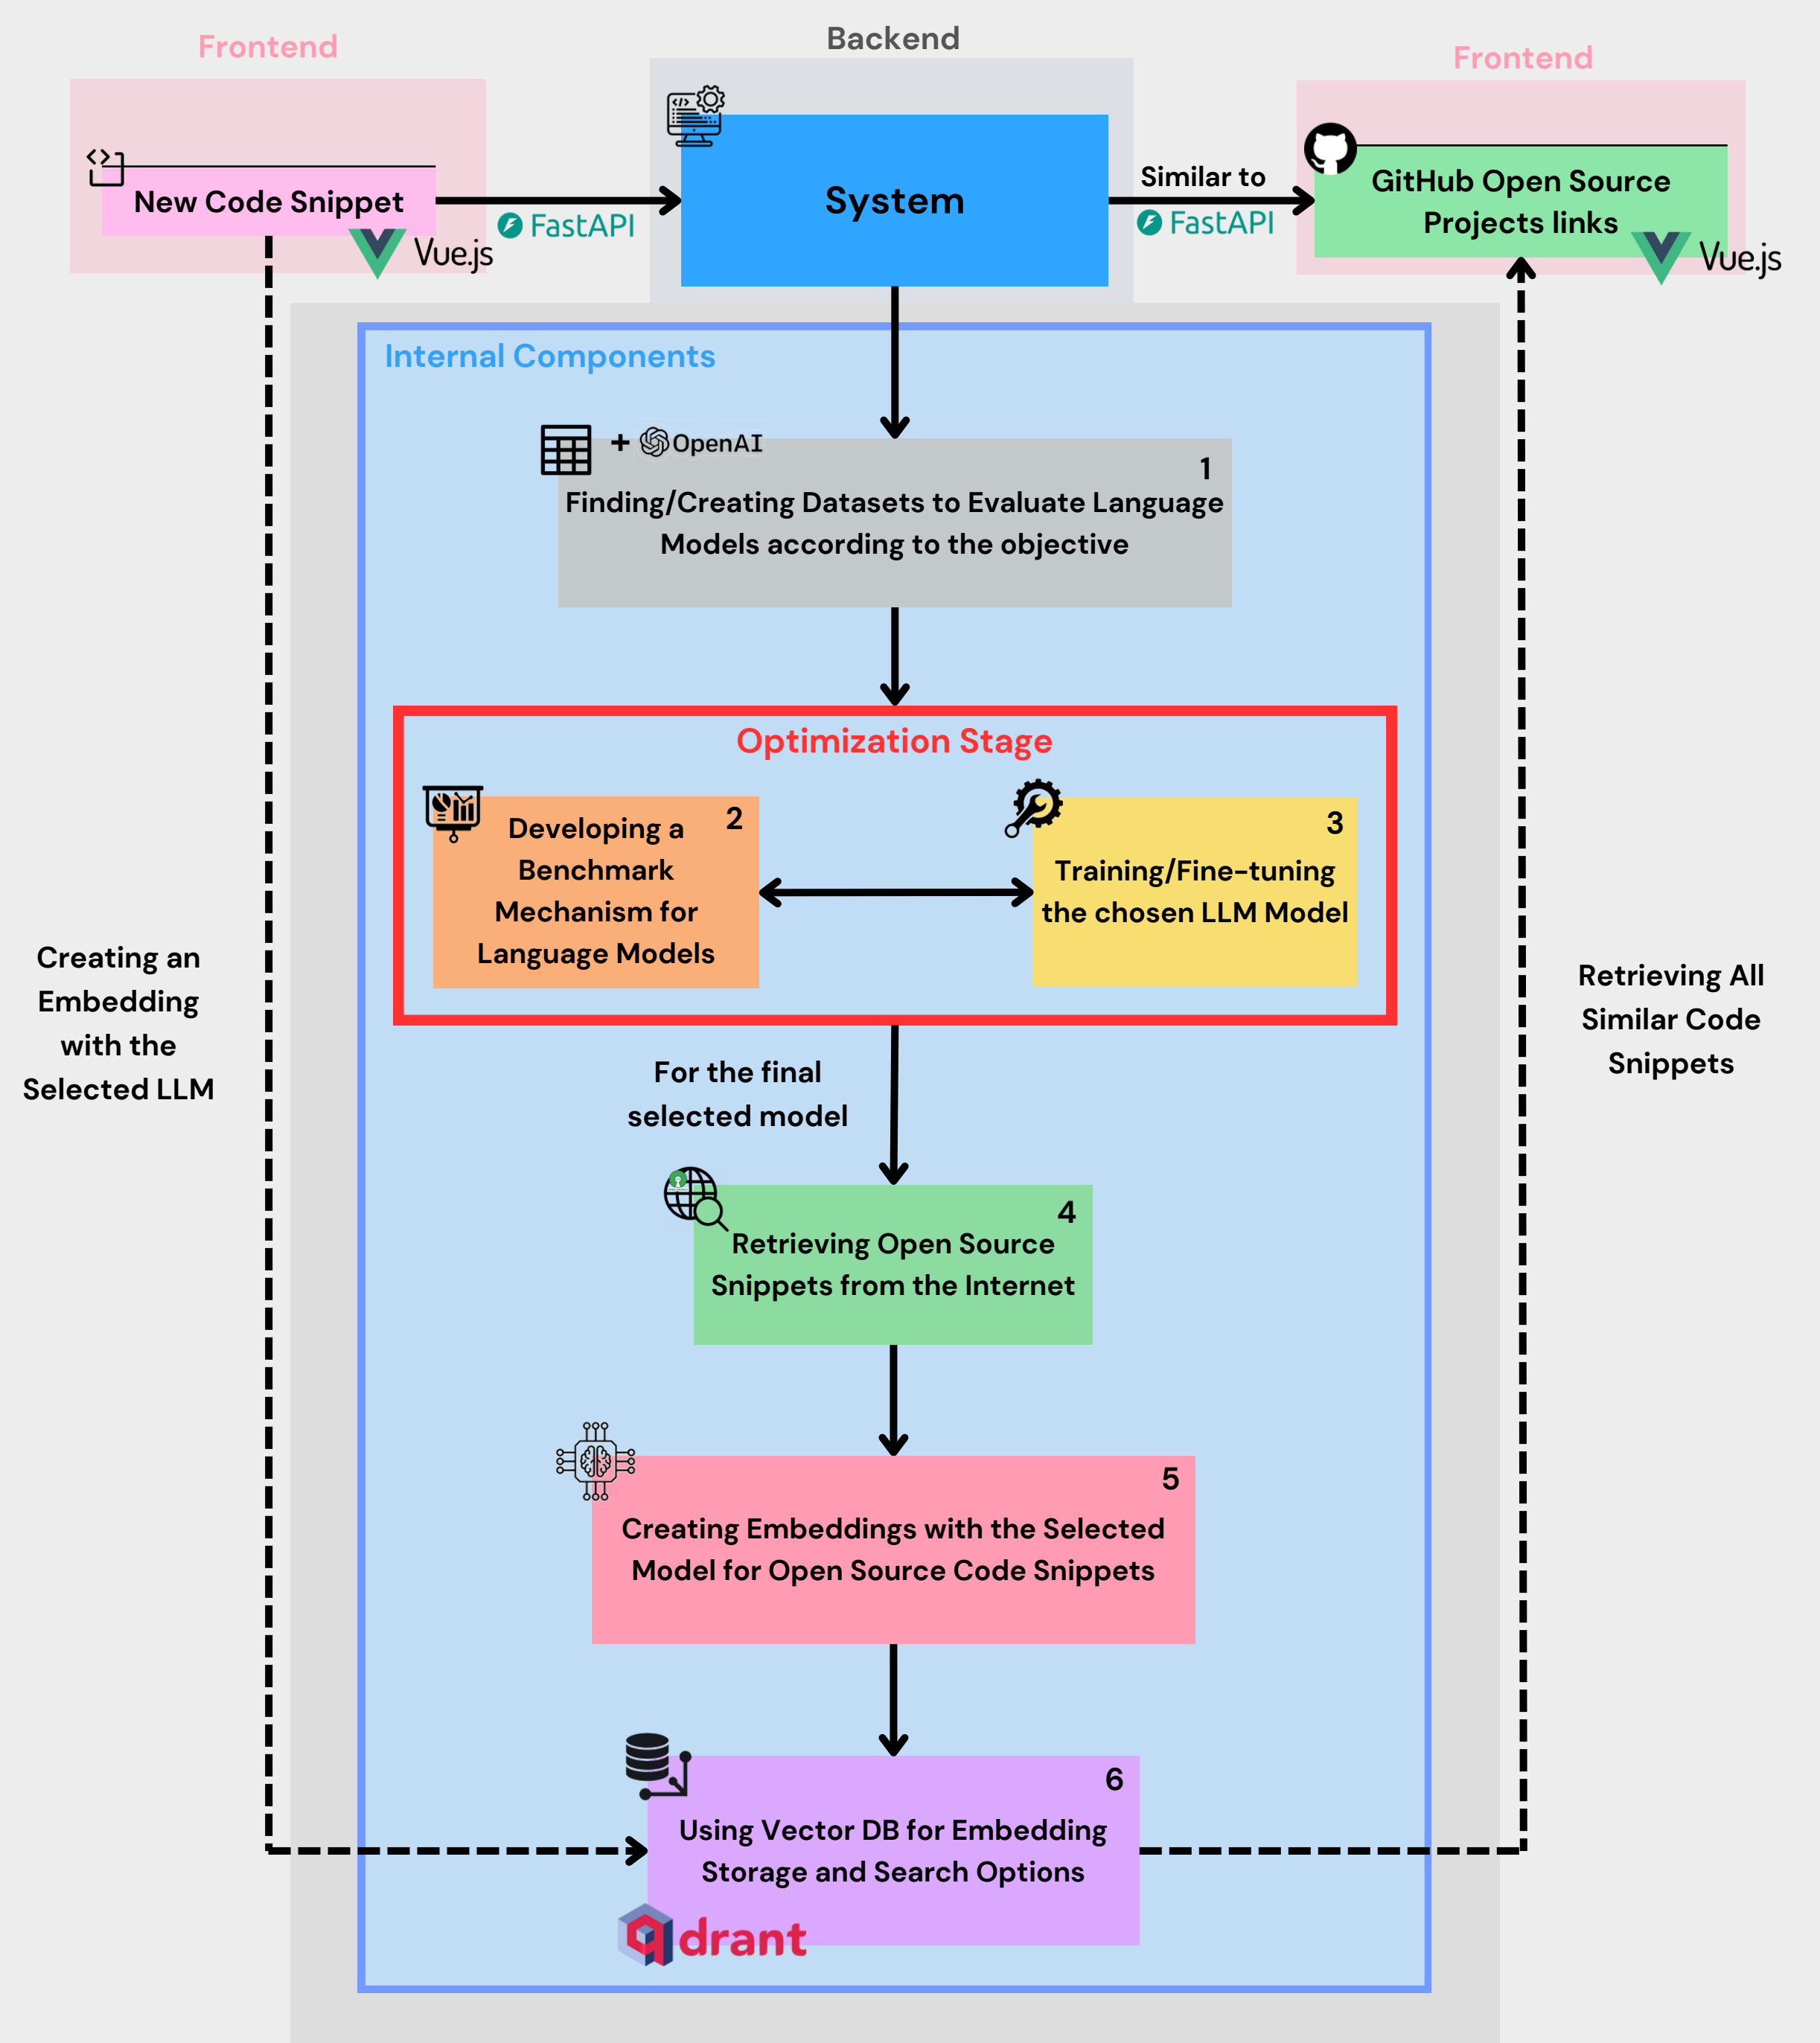 Frontend
Backend
Frontend
New Code Snippet
Vue.js
FastAPI
System
Similar to
FastAPI
GitHub Open Source
Projects links
Vue.js
Internal Components
+ OpenAI
1
Finding/Creating Datasets to Evaluate Language
Models according to the objective
Optimization Stage
2
Developing a
Benchmark
Mechanism for
Language Models
3
Training/Fine-tuning
the chosen LLM Model
Creating an
Embedding
with the
Selected LLM
Retrieving All
Similar Code
Snippets
For the final
selected model
4
Retrieving Open Source
Snippets from the Internet
5
Creating Embeddings with the Selected
Model for Open Source Code Snippets
6
Using Vector DB for Embedding
Storage and Search Options
qdrant